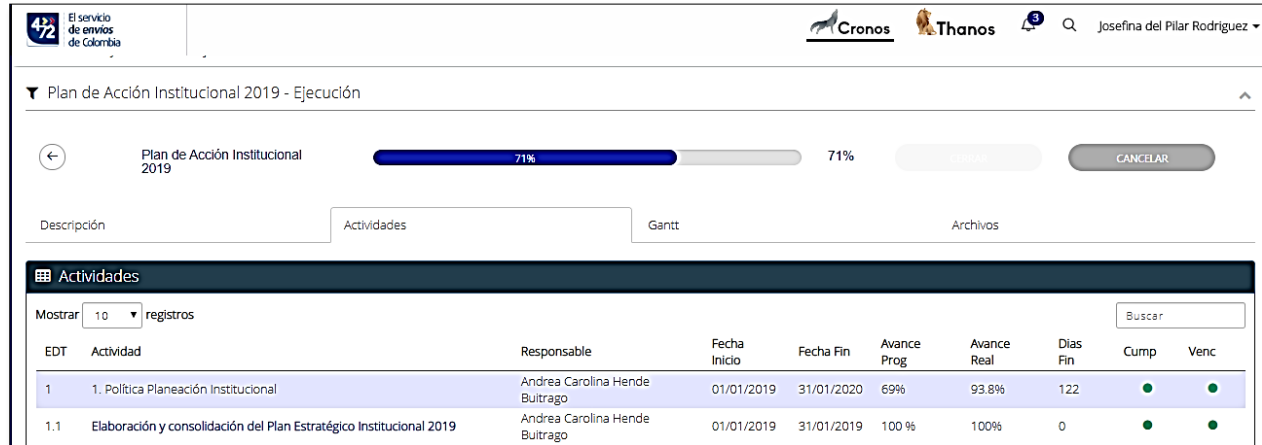 472
El servicio
de envíos
de Colombia
Cronos
Thanos
3
Josefina del Pilar Rodriguez
Plan de Acción Institucional 2019 - Ejecución
Plan de Acción Institucional
2019
71%
71%
CANCELAR
Descripción
Actividades
Gantt
Archivos
Actividades
Mostrar 10 registros
Buscar
EDT Actividad Responsable Fecha Inicio Fecha Fin Avance Prog Avance Real Dias Fin Cump Venc
1 1. Política Planeación Institucional Andrea Carolina Hende Buitrago 01/01/2019 31/01/2020 69% 93.8% 122
1.1 Elaboración y consolidación del Plan Estratégico Institucional 2019 Andrea Carolina Hende Buitrago 01/01/2019 31/01/2019 100 % 100% 0